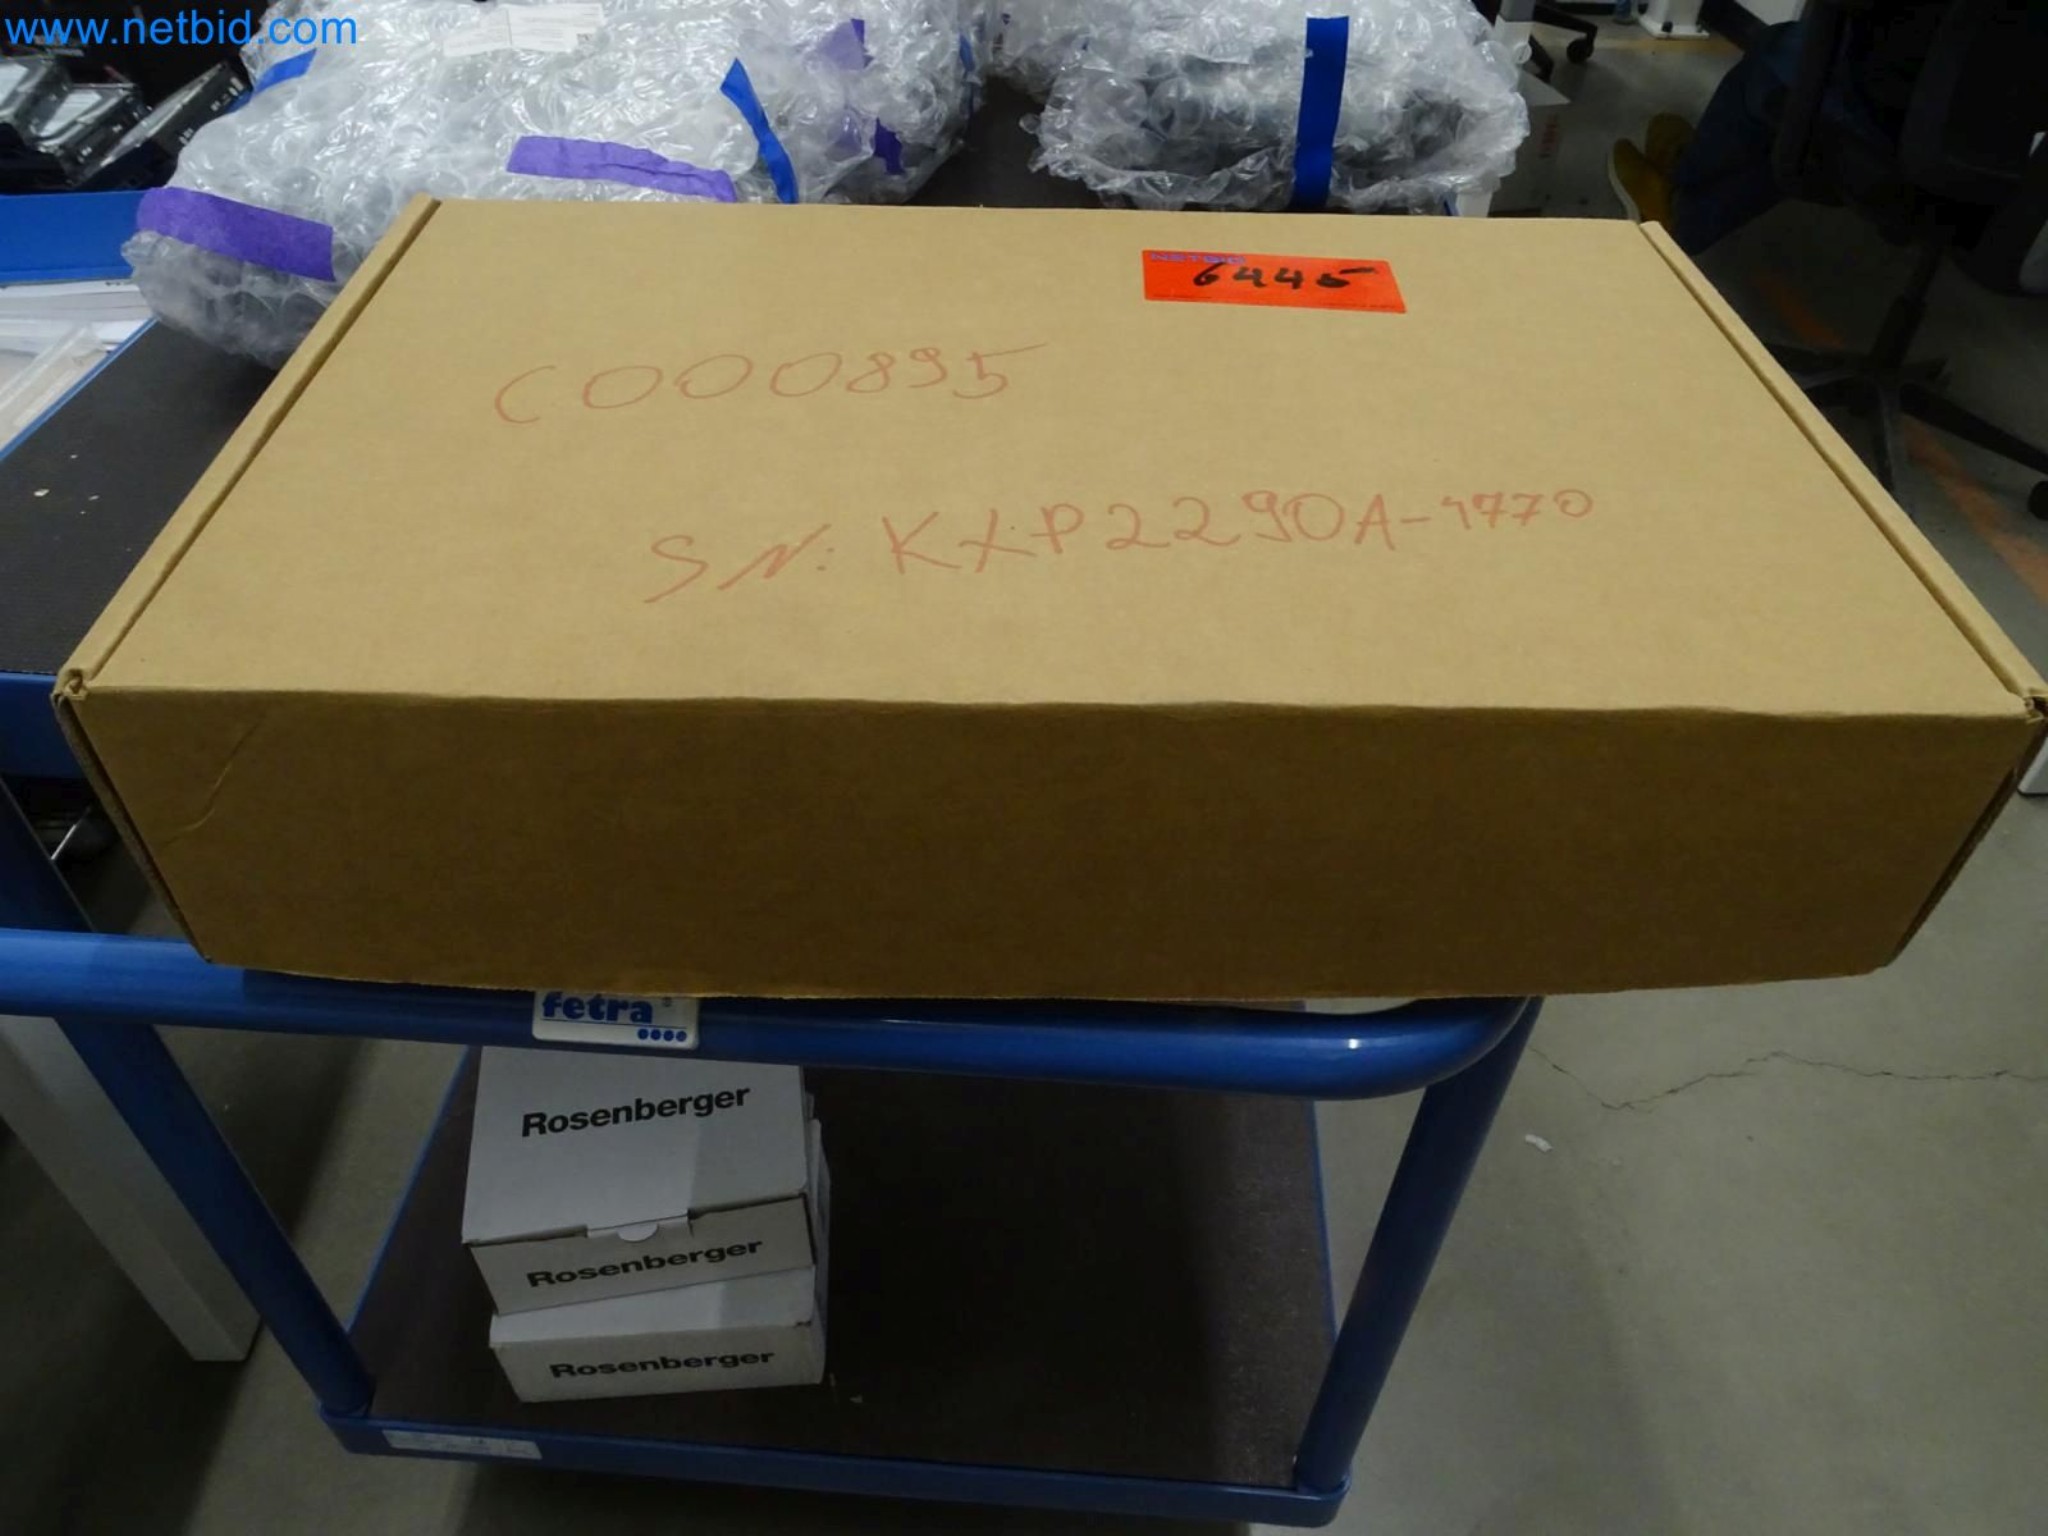 www.netbid.com
NETBID
6445
C000895
SN: KXP2290A-4770
fetra®
Rosenberger
Rosenberger
Rosenberger